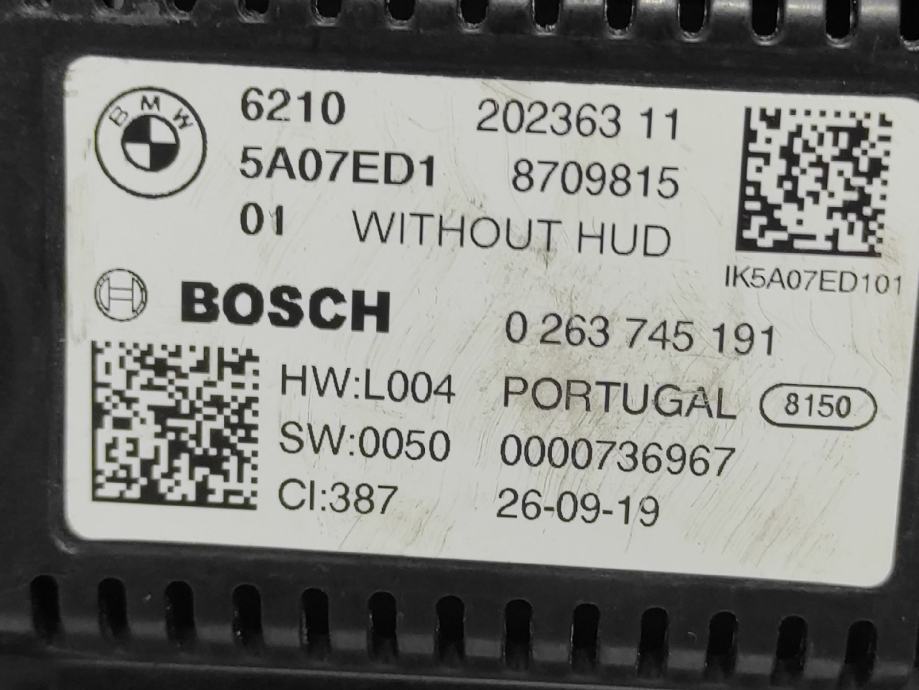 BMW
6210 202363 11
5A07ED1 8709815
01 WITHOUT HUD
IK5A07ED101
BOSCH
0 263 745 191
HW:L004 PORTUGAL 8150
SW:0050 0000736967
CI:387 26-09-19